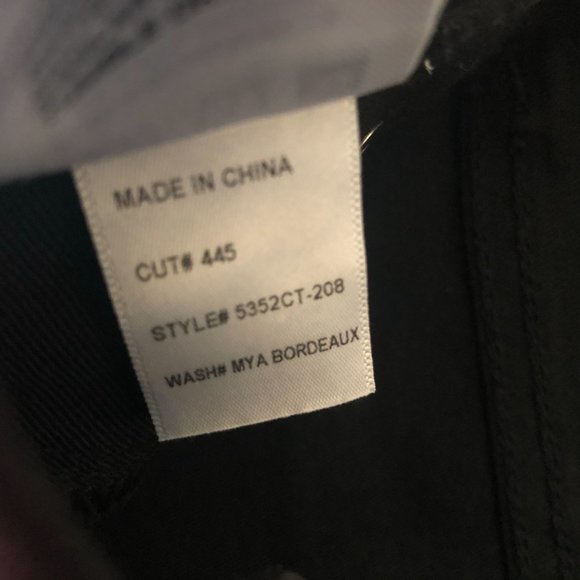 MADE IN CHINA
CUT# 445
STYLE# 5352CT-208
WASH# MYA BORDEAUX